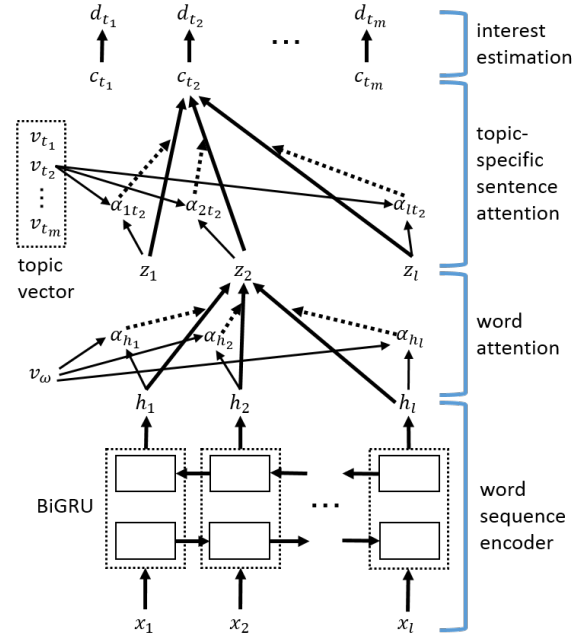 d_{t_1} d_{t_2} ... d_{t_m}
interest
estimation
c_{t_1} c_{t_2} c_{t_m}
v_{t_1}
v_{t_2}
⋮
v_{t_m}
topic
vector
α_{1t_2} α_{2t_2} α_{lt_2}
topic-
specific
sentence
attention
z_1 z_2 z_l
α_{h_1} α_{h_2} α_{h_l}
word
attention
v_ω
h_1 h_2 h_l
BiGRU
...
word
sequence
encoder
x_1 x_2 x_l